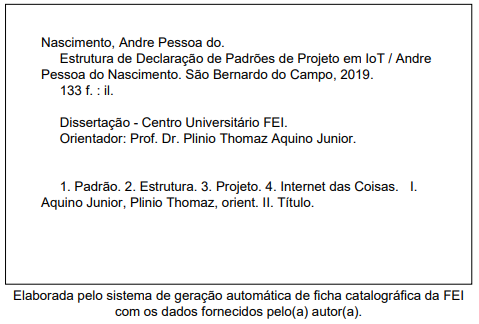 Nascimento, Andre Pessoa do.
Estrutura de Declaração de Padrões de Projeto em IoT / Andre
Pessoa do Nascimento. São Bernardo do Campo, 2019.
133 f. : il.
Dissertação - Centro Universitário FEI.
Orientador: Prof. Dr. Plinio Thomaz Aquino Junior.
1. Padrão. 2. Estrutura. 3. Projeto. 4. Internet das Coisas. I.
Aquino Junior, Plinio Thomaz, orient. II. Título.
Elaborada pelo sistema de geração automática de ficha catalográfica da FEI
com os dados fornecidos pelo(a) autor(a).